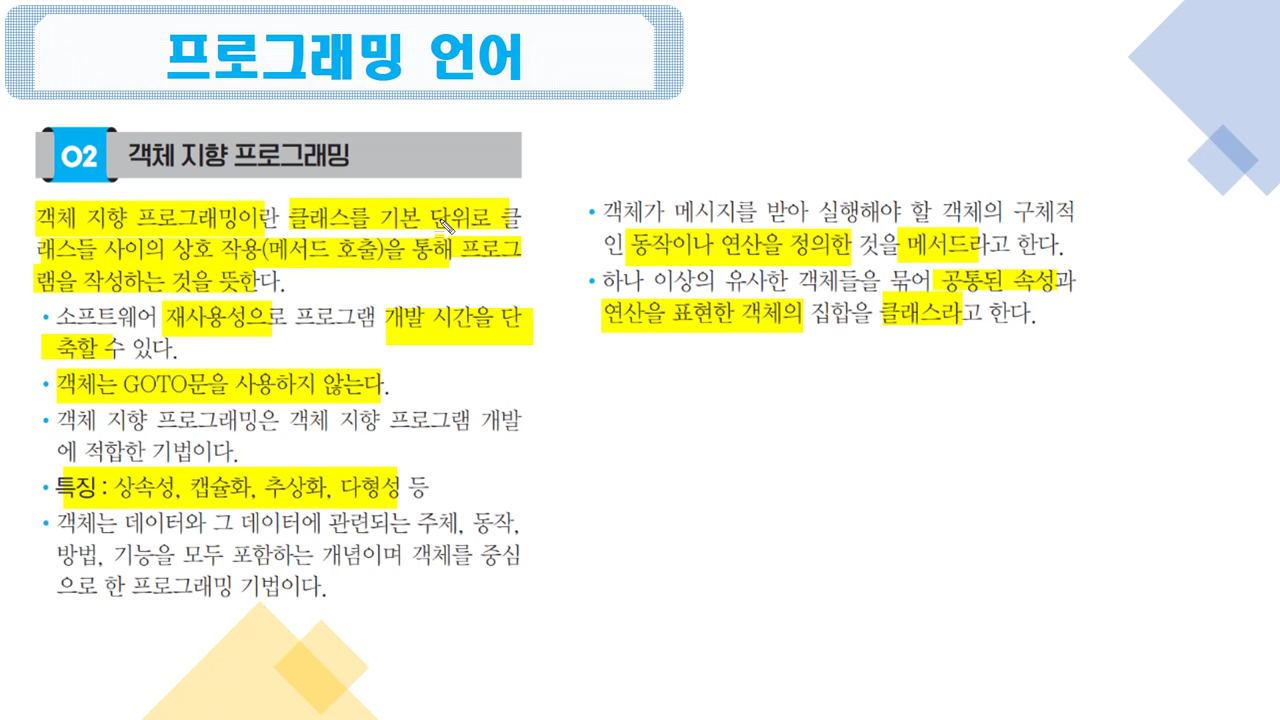 프로그래밍 언어
02 객체 지향 프로그래밍
객체 지향 프로그래밍이란 클래스를 기본 단위로 클
래스들 사이의 상호 작용(메서드 호출)을 통해 프로그
램을 작성하는 것을 뜻한다.
• 소프트웨어 재사용성으로 프로그램 개발 시간을 단
축할 수 있다.
• 객체는 GOTO문을 사용하지 않는다.
• 객체 지향 프로그래밍은 객체 지향 프로그램 개발
에 적합한 기법이다.
• 특징 : 상속성, 캡슐화, 추상화, 다형성 등
• 객체는 데이터와 그 데이터에 관련되는 주체, 동작,
방법, 기능을 모두 포함하는 개념이며 객체를 중심
으로 한 프로그래밍 기법이다.
• 객체가 메시지를 받아 실행해야 할 객체의 구체적
인 동작이나 연산을 정의한 것을 메서드라고 한다.
• 하나 이상의 유사한 객체들을 묶어 공통된 속성과
연산을 표현한 객체의 집합을 클래스라고 한다.